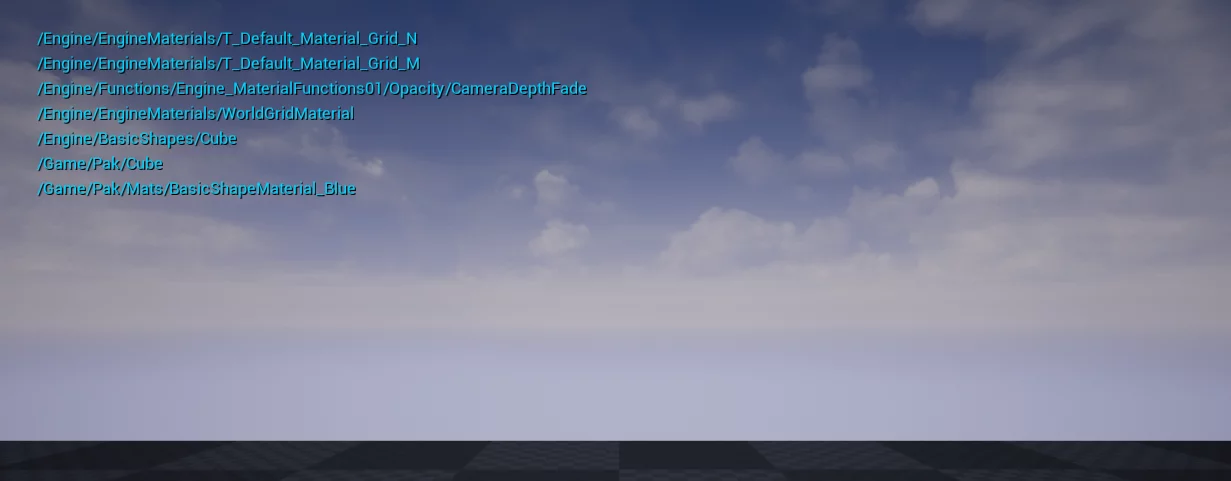 /Engine/EngineMaterials/T_Default_Material_Grid_N
/Engine/EngineMaterials/T_Default_Material_Grid_M
/Engine/Functions/Engine_MaterialFunctions01/Opacity/CameraDepthFade
/Engine/EngineMaterials/WorldGridMaterial
/Engine/BasicShapes/Cube
/Game/Pak/Cube
/Game/Pak/Mats/BasicShapeMaterial_Blue